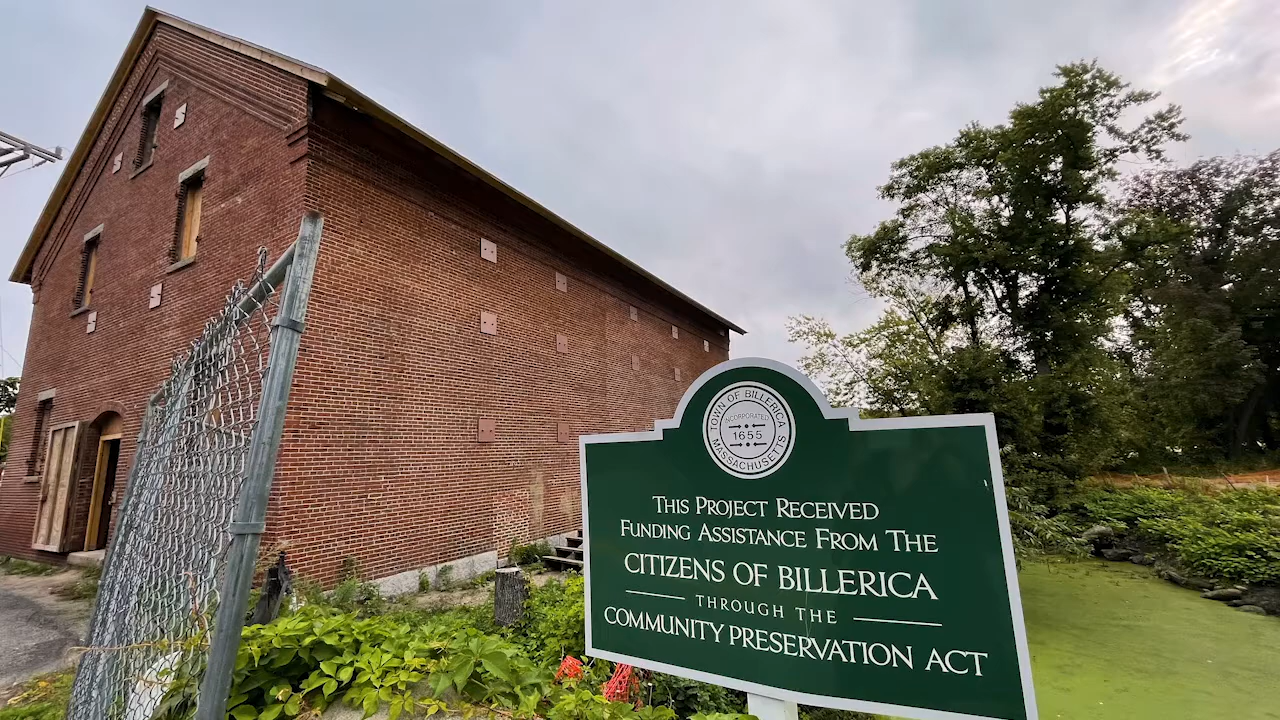 TOWN OF BILLERICA
INCORPORATED
1655
MASSACHUSETTS
THIS PROJECT RECEIVED
FUNDING ASSISTANCE FROM THE
CITIZENS OF BILLERICA
THROUGH THE
COMMUNITY PRESERVATION ACT